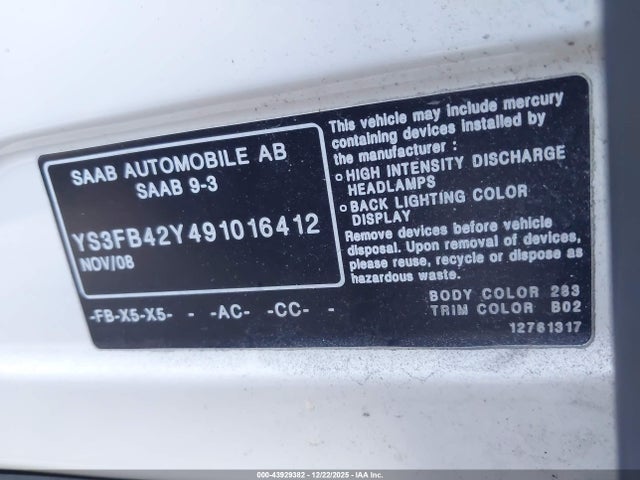 SAAB AUTOMOBILE AB
SAAB 9-3
YS3FB42Y491016412
NOV/08
-FB-X5-X5- - -AC- -CC- -
This vehicle may include mercury
containing devices installed by
the manufacturer :
o HIGH INTENSITY DISCHARGE
HEADLAMPS
o BACK LIGHTING COLOR
DISPLAY
Remove devices before vehicle
disposal. Upon removal of devices,
please reuse, recycle or dispose as
hazardous waste.
BODY COLOR 283
TRIM COLOR B02
12761317
000-43929382 - 12/22/2025 - IAA Inc.